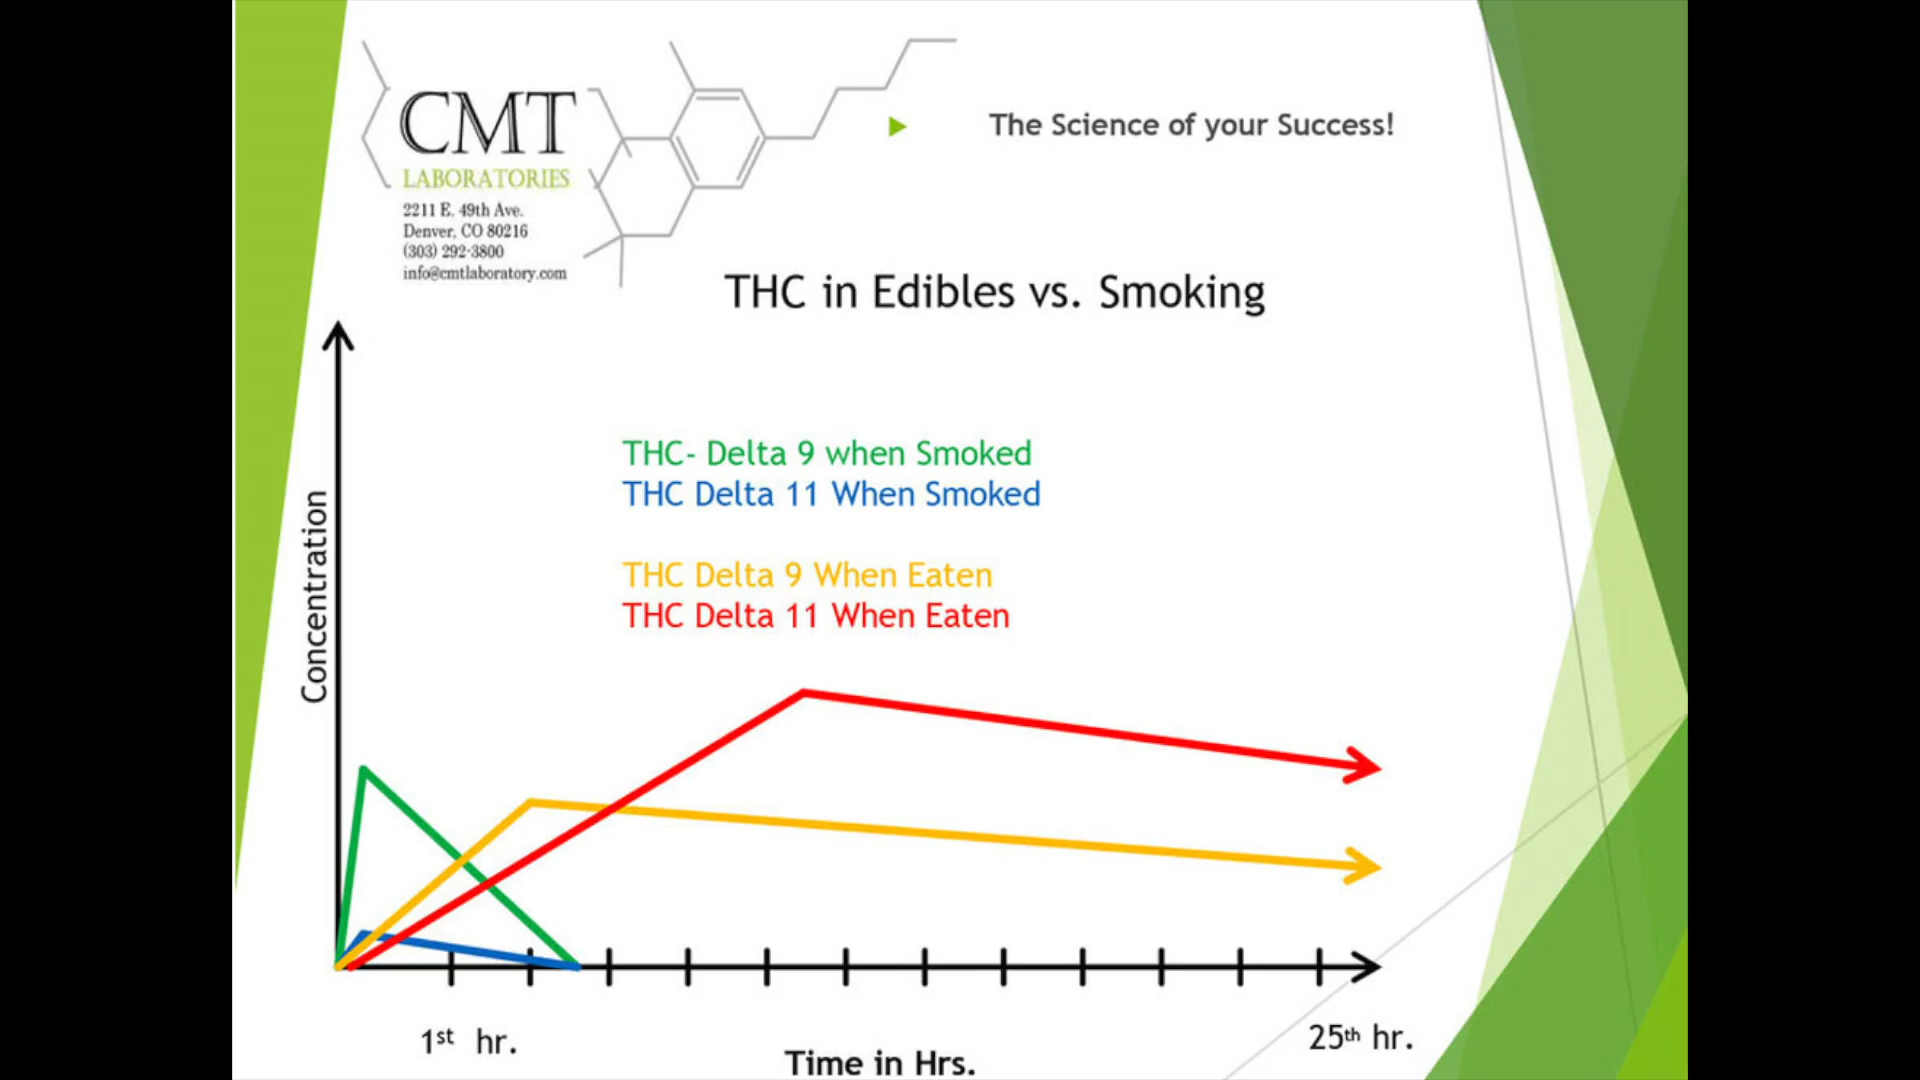 CMT
LABORATORIES
2211 E. 49th Ave.
Denver, CO 80216
(303) 292-3800
info@cmtlaboratory.com
The Science of your Success!
THC in Edibles vs. Smoking
Concentration
THC- Delta 9 when Smoked
THC Delta 11 When Smoked
THC Delta 9 When Eaten
THC Delta 11 When Eaten
1st hr.
25th hr.
Time in Hrs.